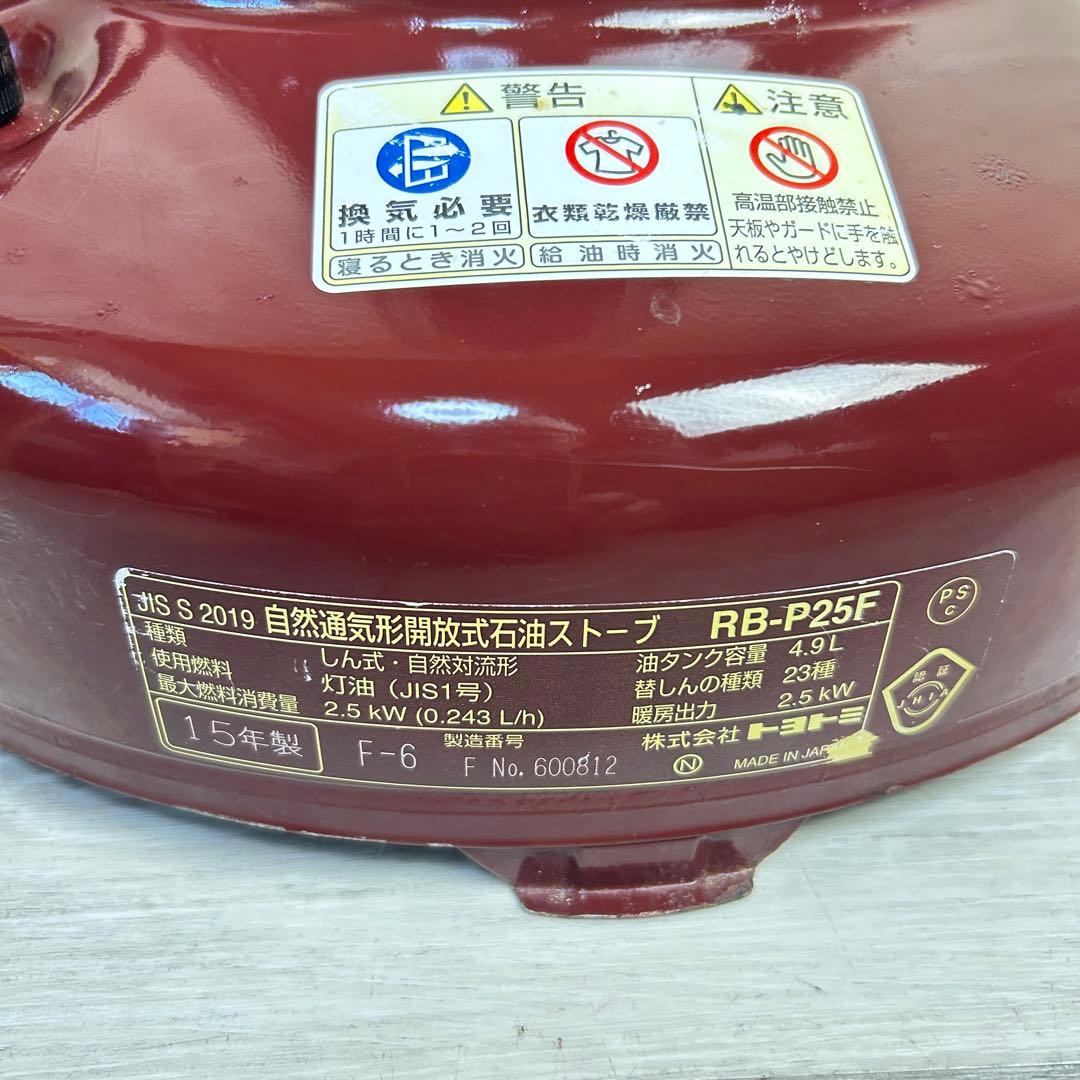 警告
注意
換気必要
1時間に1～2回
衣類乾燥厳禁
高温部接触禁止
天板やガードに手を触
れるとやけどします。
寝るとき消火
給油時消火
JIS S 2019 自然通気形開放式石油ストーブ RB-P25F
種類 しん式・自然対流形
使用燃料 灯油（JIS1号）
最大燃料消費量 2.5 kW (0.243 L/h)
油タンク容量 4.9 L
替しんの種類 23種
暖房出力 2.5 kW
15年製 F-6 製造番号 F No. 600812
株式会社 トヨトミ
N MADE IN JAPA
PS
C
認証
JHIA